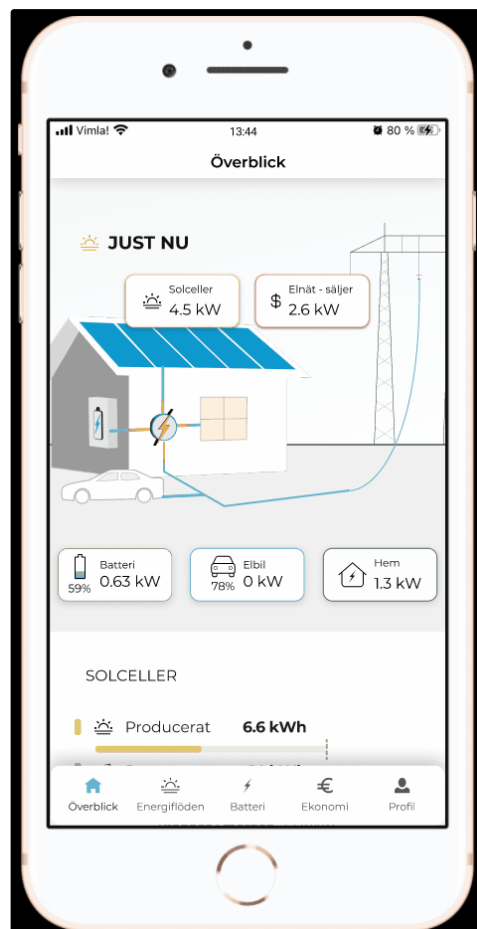 Vimla!
13:44
80 %
Överblick
JUST NU
Solceller
4.5 kW
Elnät - säljer
$ 2.6 kW
Batteri
59% 0.63 kW
Elbil
78% 0 kW
Hem
1.3 kW
SOLCELLER
Producerat 6.6 kWh
Överblick Energiflöden Batteri € Ekonomi Profil